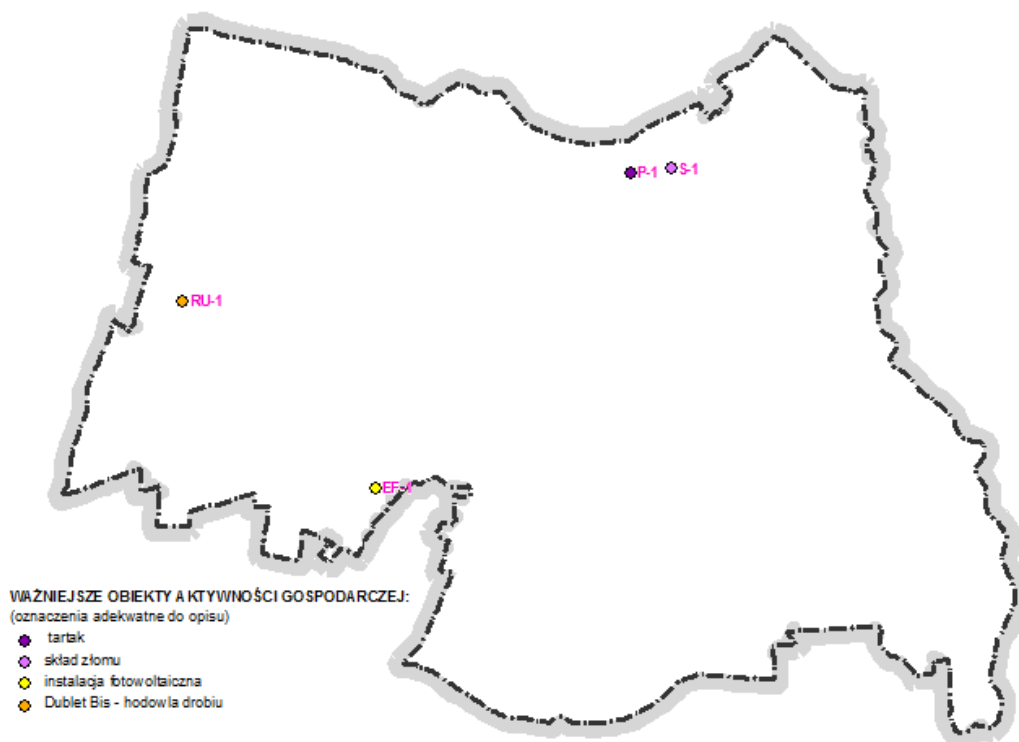 P-1
S-1
RU-1
EF-1
WAŻNIEJSZE OBIEKTY AKTYWNOŚCI GOSPODARCZEJ:
(oznaczenia adekwatne do opisu)
tartak
skład złomu
instalacja fotowoltaiczna
Dublet Bis - hodowla drobiu